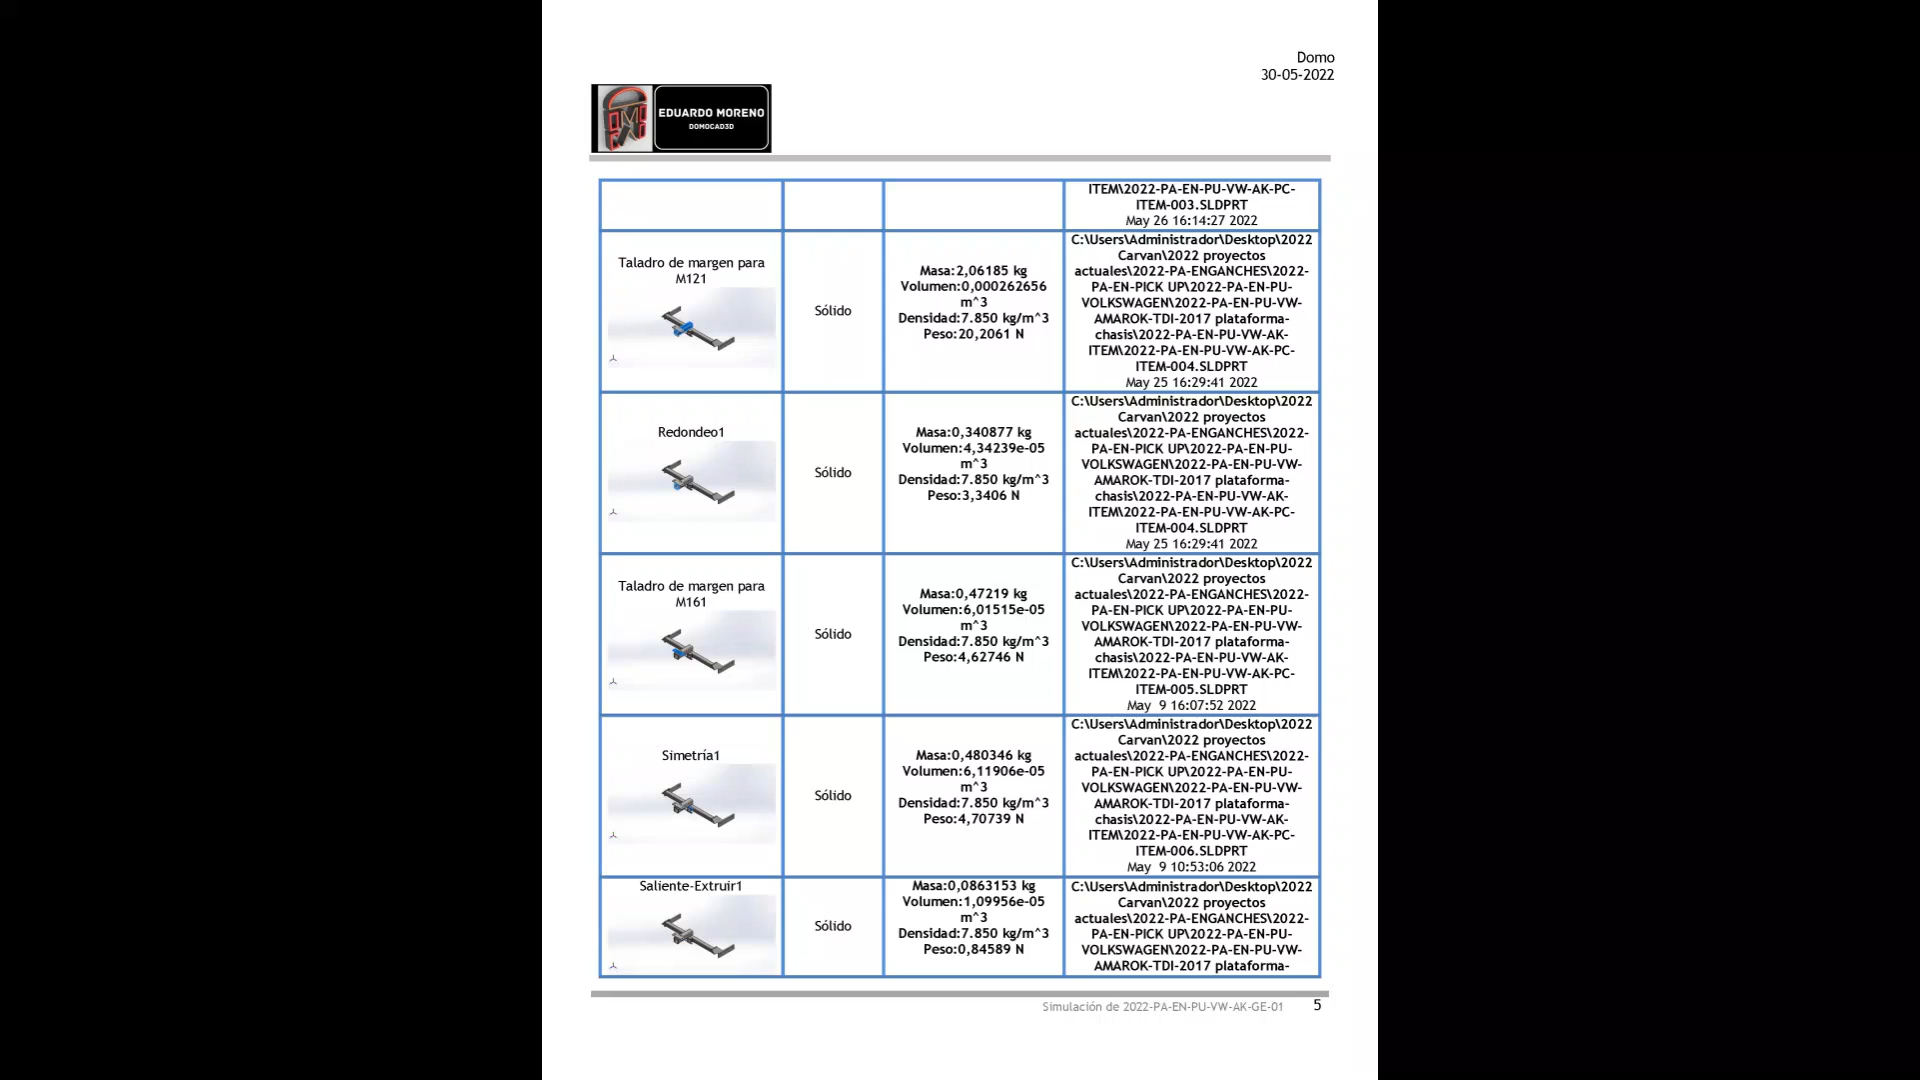 Domo
30-05-2022
EDUARDO MORENO
DOMOCAD3D
ITEM\2022-PA-EN-PU-VW-AK-PC-
ITEM-003.SLDPRT
May 26 16:14:27 2022
Taladro de margen para
M121
Sólido
Masa:2,06185 kg
Volumen:0,000262656
m^3
Densidad:7.850 kg/m^3
Peso:20,2061 N
C:\Users\Administrador\Desktop\2022
Carvan\2022 proyectos
actuales\2022-PA-ENGANCHES\2022-
PA-EN-PICK UP\2022-PA-EN-PU-
VOLKSWAGEN\2022-PA-EN-PU-VW-
AMAROK-TDI-2017 plataforma-
chasis\2022-PA-EN-PU-VW-AK-
ITEM\2022-PA-EN-PU-VW-AK-PC-
ITEM-004.SLDPRT
May 25 16:29:41 2022
Redondeo1
Sólido
Masa:0,340877 kg
Volumen:4,34239e-05
m^3
Densidad:7.850 kg/m^3
Peso:3,3406 N
C:\Users\Administrador\Desktop\2022
Carvan\2022 proyectos
actuales\2022-PA-ENGANCHES\2022-
PA-EN-PICK UP\2022-PA-EN-PU-
VOLKSWAGEN\2022-PA-EN-PU-VW-
AMAROK-TDI-2017 plataforma-
chasis\2022-PA-EN-PU-VW-AK-
ITEM\2022-PA-EN-PU-VW-AK-PC-
ITEM-004.SLDPRT
May 25 16:29:41 2022
Taladro de margen para
M161
Sólido
Masa:0,47219 kg
Volumen:6,01515e-05
m^3
Densidad:7.850 kg/m^3
Peso:4,62746 N
C:\Users\Administrador\Desktop\2022
Carvan\2022 proyectos
actuales\2022-PA-ENGANCHES\2022-
PA-EN-PICK UP\2022-PA-EN-PU-
VOLKSWAGEN\2022-PA-EN-PU-VW-
AMAROK-TDI-2017 plataforma-
chasis\2022-PA-EN-PU-VW-AK-
ITEM\2022-PA-EN-PU-VW-AK-PC-
ITEM-005.SLDPRT
May  9 16:07:52 2022
Simetría1
Sólido
Masa:0,480346 kg
Volumen:6,11906e-05
m^3
Densidad:7.850 kg/m^3
Peso:4,70739 N
C:\Users\Administrador\Desktop\2022
Carvan\2022 proyectos
actuales\2022-PA-ENGANCHES\2022-
PA-EN-PICK UP\2022-PA-EN-PU-
VOLKSWAGEN\2022-PA-EN-PU-VW-
AMAROK-TDI-2017 plataforma-
chasis\2022-PA-EN-PU-VW-AK-
ITEM\2022-PA-EN-PU-VW-AK-PC-
ITEM-006.SLDPRT
May  9 10:53:06 2022
Saliente-Extruir1
Sólido
Masa:0,0863153 kg
Volumen:1,09956e-05
m^3
Densidad:7.850 kg/m^3
Peso:0,84589 N
C:\Users\Administrador\Desktop\2022
Carvan\2022 proyectos
actuales\2022-PA-ENGANCHES\2022-
PA-EN-PICK UP\2022-PA-EN-PU-
VOLKSWAGEN\2022-PA-EN-PU-VW-
AMAROK-TDI-2017 plataforma-
Simulación de 2022-PA-EN-PU-VW-AK-GE-01 5